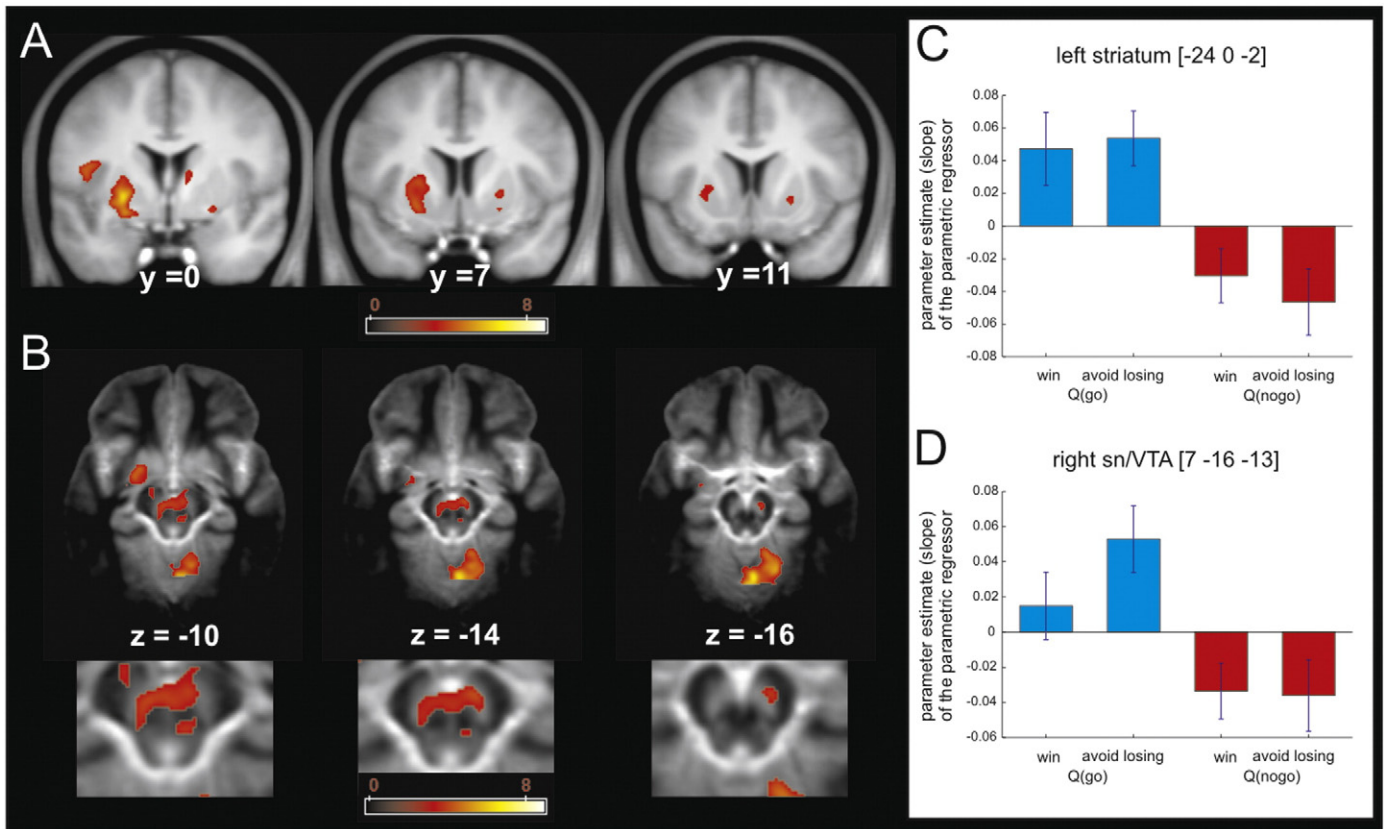 A
y =0
y =7
y =11
0 8
B
z = -10
z = -14
z = -16
0 8
C
left striatum [-24 0 -2]
parameter estimate (slope)
of the parametric regressor
0.08
0.06
0.04
0.02
0
-0.02
-0.04
-0.06
-0.08
win avoid losing win avoid losing
Q(go) Q(nogo)
D
right sn/VTA [7 -16 -13]
parameter estimate (slope)
of the parametric regressor
0.08
0.06
0.04
0.02
0
-0.02
-0.04
-0.06
win avoid losing win avoid losing
Q(go) Q(nogo)